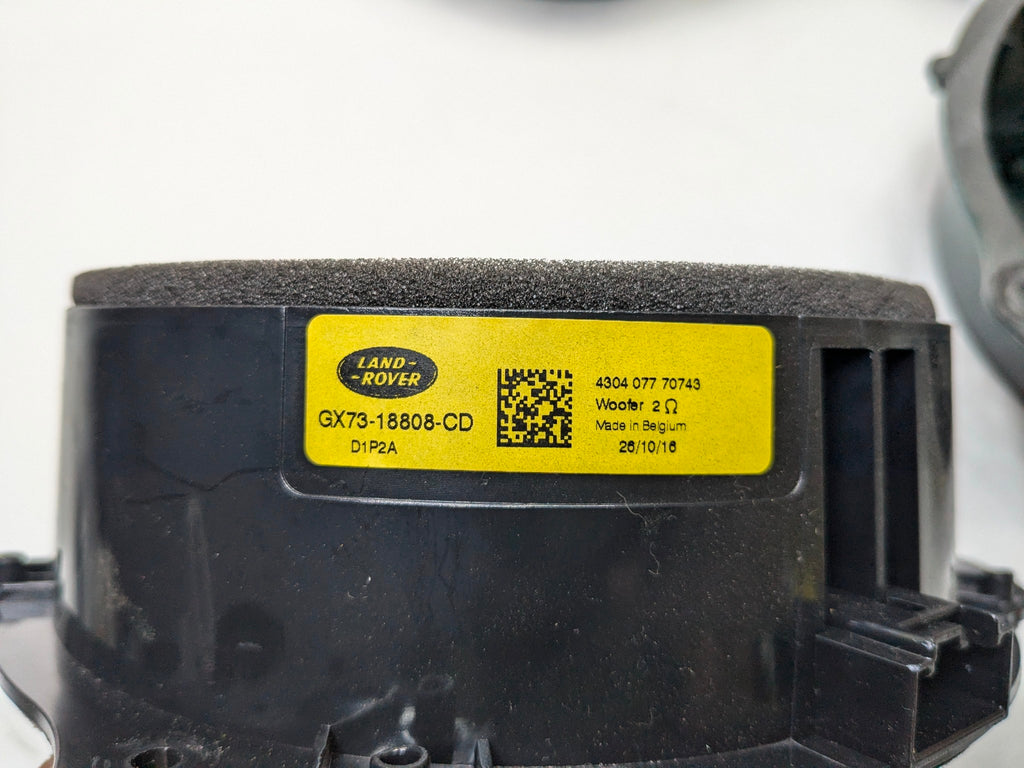 LAND-
-ROVER
GX73-18808-CD
D1P2A
4304 077 70743
Woofer 2 Ω
Made in Belgium
26/10/16